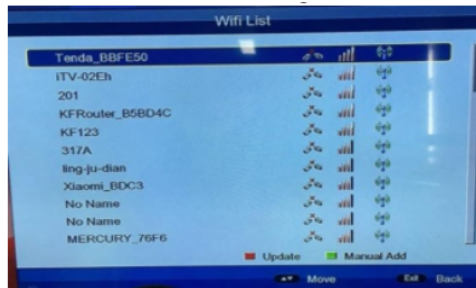 Wifi List
Tenda_BBFE50
iTV-02Eh
201
KFRouter_B5BD4C
KF123
317A
ling-ju-dian
Xiaomi_BDC3
No Name
No Name
MERCURY_76F6
Update Manual Add
Move Exit Back